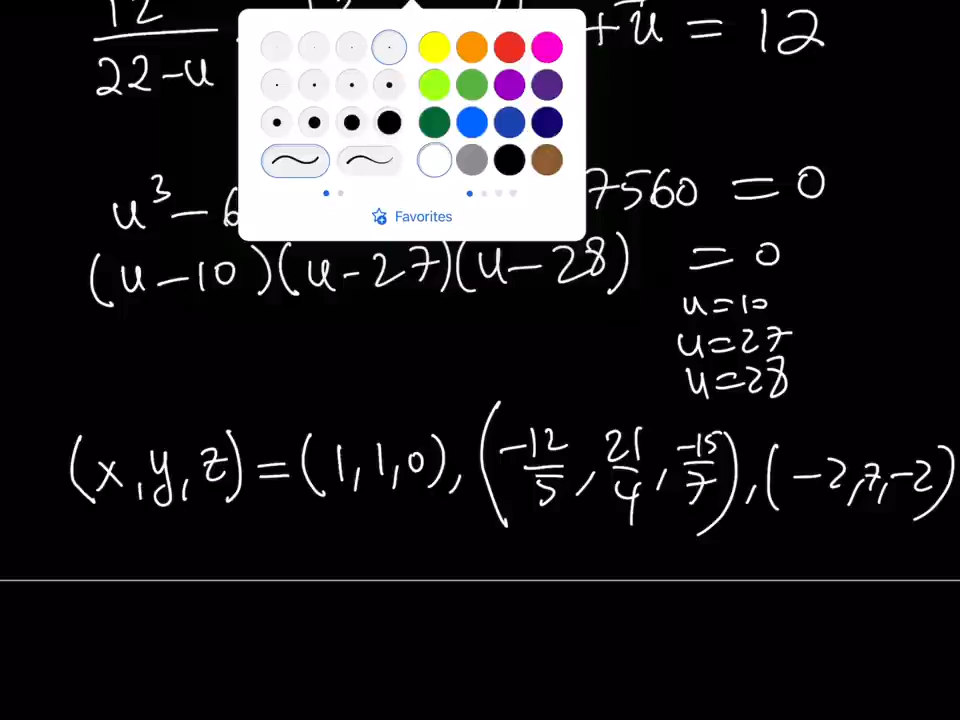 12
22-u
+u = 12
u³ - 6
7560 = 0
Favorites
(u-10)(u-27)(u-28) = 0
u=10
u=27
u=28
(x,y,z) = (1,1,0), (-12/5, 21/4, -15/7), (-2,7,-2)